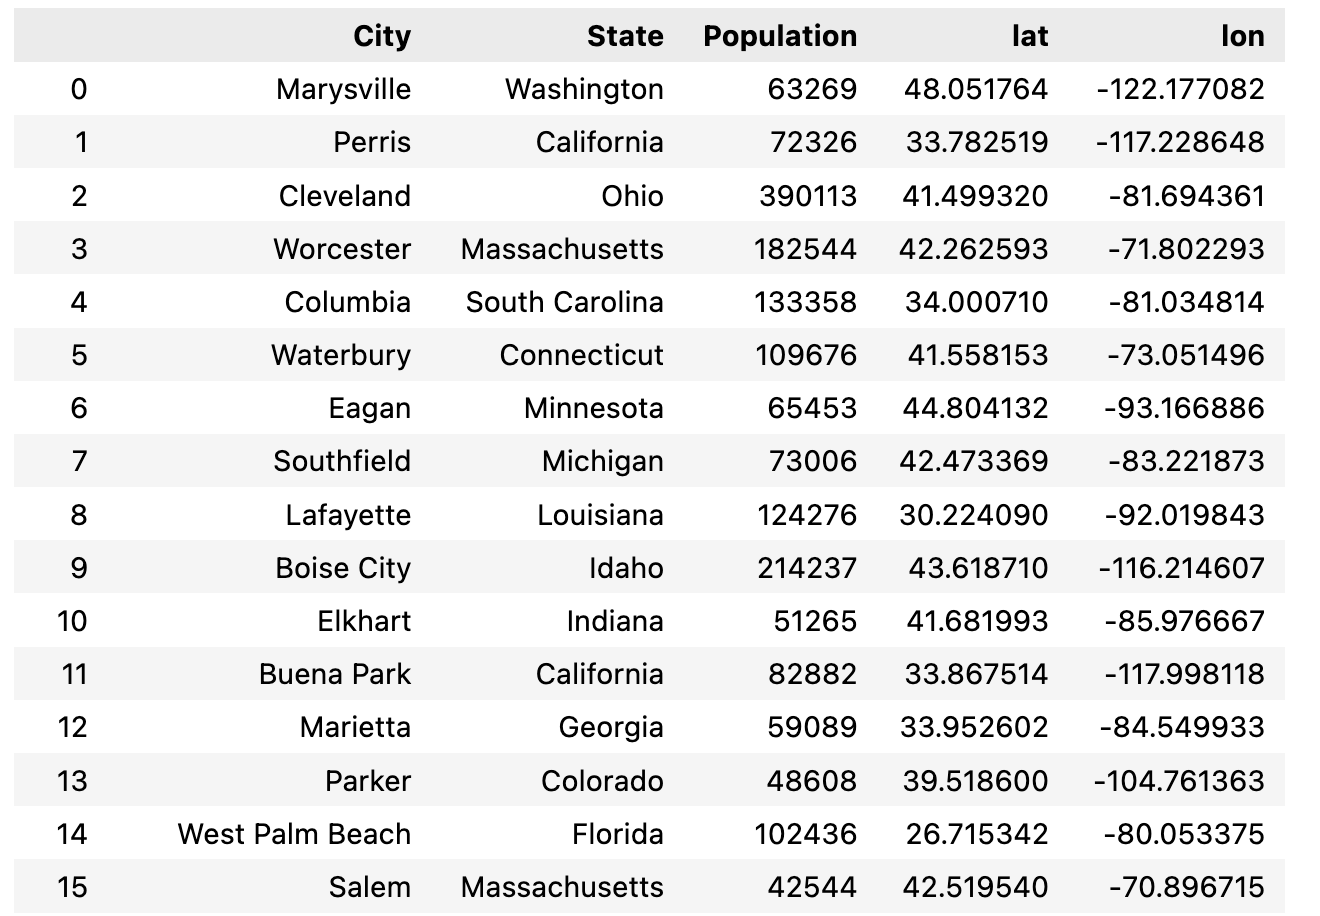 City State Population lat lon
0 Marysville Washington 63269 48.051764 -122.177082
1 Perris California 72326 33.782519 -117.228648
2 Cleveland Ohio 390113 41.499320 -81.694361
3 Worcester Massachusetts 182544 42.262593 -71.802293
4 Columbia South Carolina 133358 34.000710 -81.034814
5 Waterbury Connecticut 109676 41.558153 -73.051496
6 Eagan Minnesota 65453 44.804132 -93.166886
7 Southfield Michigan 73006 42.473369 -83.221873
8 Lafayette Louisiana 124276 30.224090 -92.019843
9 Boise City Idaho 214237 43.618710 -116.214607
10 Elkhart Indiana 51265 41.681993 -85.976667
11 Buena Park California 82882 33.867514 -117.998118
12 Marietta Georgia 59089 33.952602 -84.549933
13 Parker Colorado 48608 39.518600 -104.761363
14 West Palm Beach Florida 102436 26.715342 -80.053375
15 Salem Massachusetts 42544 42.519540 -70.896715